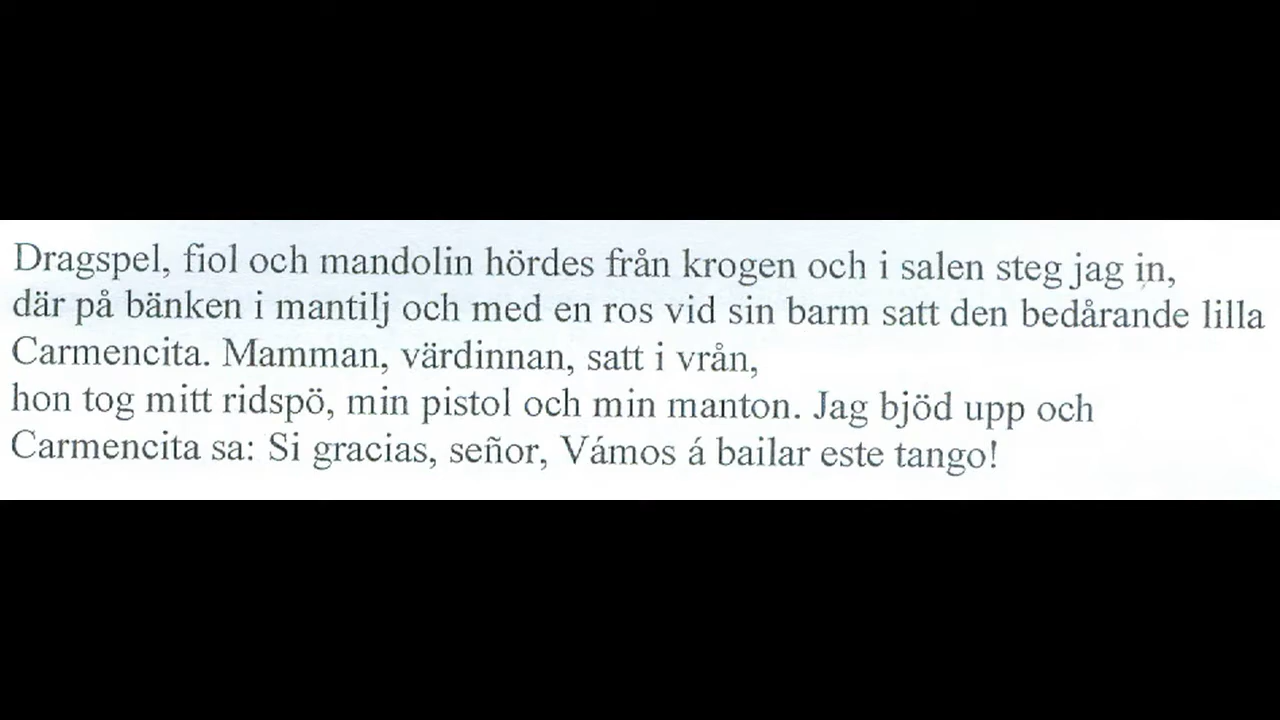 Dragspel, fiol och mandolin hördes från krogen och i salen steg jag in,
där på bänken i mantilj och med en ros vid sin barm satt den bedårande lilla
Carmencita. Mamman, värdinnan, satt i vrån,
hon tog mitt ridspö, min pistol och min manton. Jag bjöd upp och
Carmencita sa: Si gracias, señor, Vámos á bailar este tango!